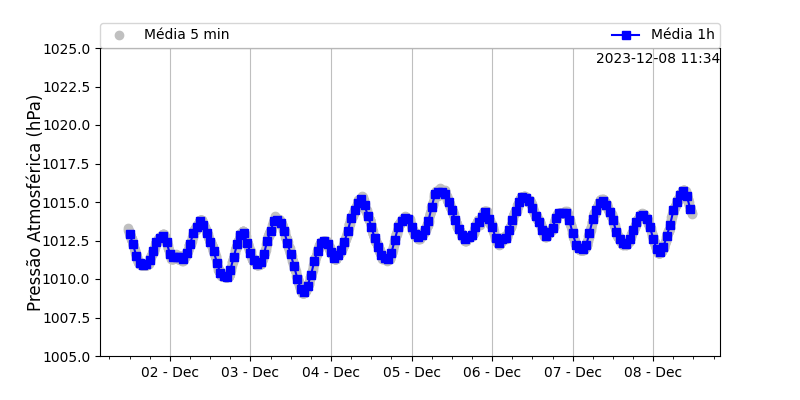 Média 5 min
Média 1h
2023-12-08 11:34
Pressão Atmosférica (hPa)
1025.0
1022.5
1020.0
1017.5
1015.0
1012.5
1010.0
1007.5
1005.0
02 - Dec
03 - Dec
04 - Dec
05 - Dec
06 - Dec
07 - Dec
08 - Dec